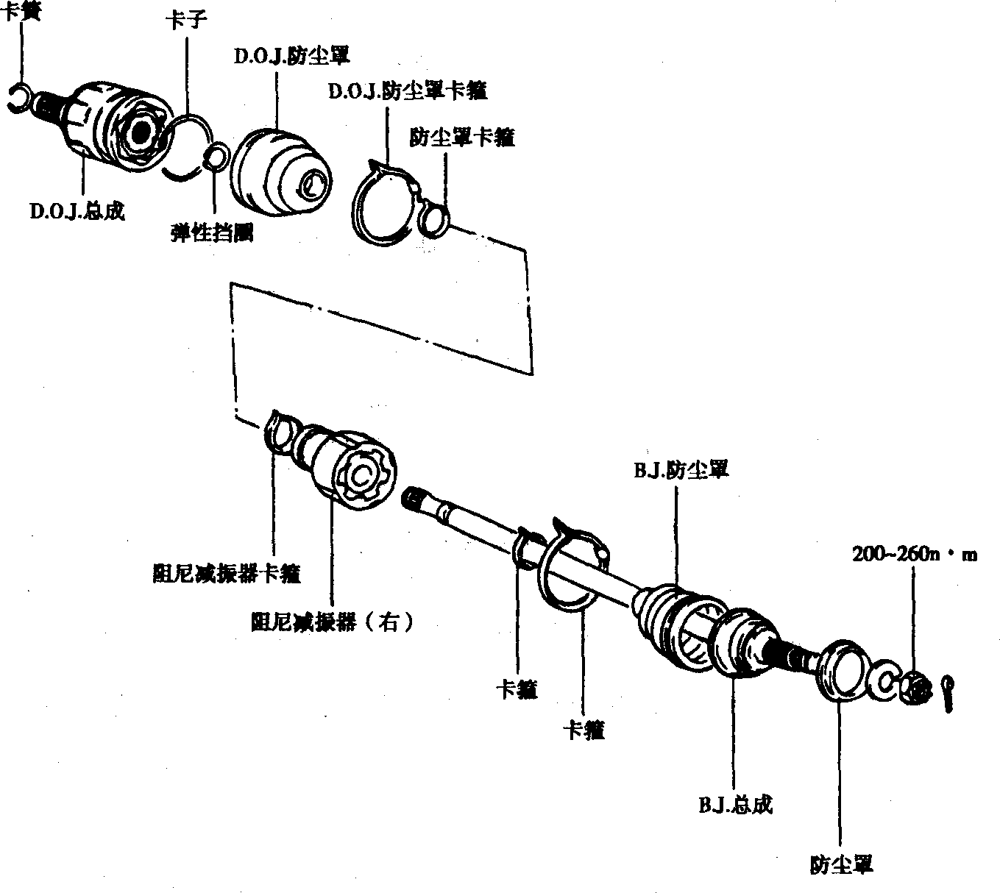 卡簧
卡子
D.O.J.防尘罩
D.O.J.防尘罩卡箍
防尘罩卡箍
D.O.J.总成
弹性挡圈
B.J.防尘罩
200~260n·m
阻尼减振器卡箍
阻尼减振器（右）
卡箍
卡箍
B.J.总成
防尘罩